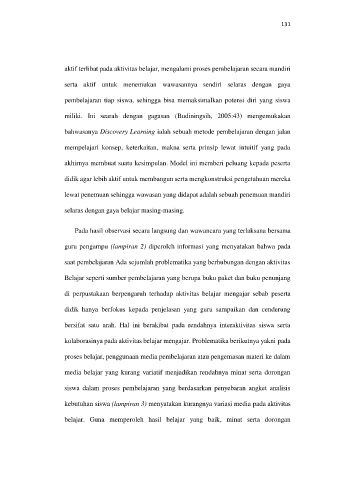 131
aktif terlibat pada aktivitas belajar, mengalami proses pembelajaran secara mandiri
serta aktif untuk menemukan wawasannya sendiri selaras dengan gaya
pembelajaran tiap siswa, sehingga bisa memaksimalkan potensi diri yang siswa
miliki. Ini searah dengan gagasan (Budiningsih, 2005:43) mengemukakan
bahwasanya Discovery Learning ialah sebuah metode pembelajaran dengan jalan
mempelajari konsep, keterkaitan, makna serta prinsip lewat intuitif yang pada
akhirnya membuat suatu kesimpulan. Model ini memberi peluang kepada peserta
didik agar lebih aktif untuk membangun serta mengkonstruksi pengetahuan mereka
lewat penemuan sehingga wawasan yang didapat adalah sebuah penemuan mandiri
selaras dengan gaya belajar masing-masing.
Pada hasil observasi secara langsung dan wawancara yang terlaksana bersama
guru pengampu (lampiran 2) diperoleh informasi yang menyatakan bahwa pada
saat pembelajaran Ada sejumlah problematika yang berhubungan dengan aktivitas
Belajar seperti sumber pembelajaran yang berupa buku paket dan buku penunjang
di perpustakaan berpengaruh terhadap aktivitas belajar mengajar sebab peserta
didik hanya berfokus kepada penjelasan yang guru sampaikan dan cenderung
bersifat satu arah. Hal ini berakibat pada rendahnya interaktivitas siswa serta
kolaborasinya pada aktivitas belajar mengajar. Problematika berikutnya yakni pada
proses belajar, penggunaan media pembelajaran atau pengemasan materi ke dalam
media belajar yang kurang variatif menjadikan rendahnya minat serta dorongan
siswa dalam proses pembelajaran yang berdasarkan penyebaran angket analisis
kebutuhan siswa (lampiran 3) menyatakan kurangnya variasi media pada aktivitas
belajar. Guna memperoleh hasil belajar yang baik, minat serta dorongan